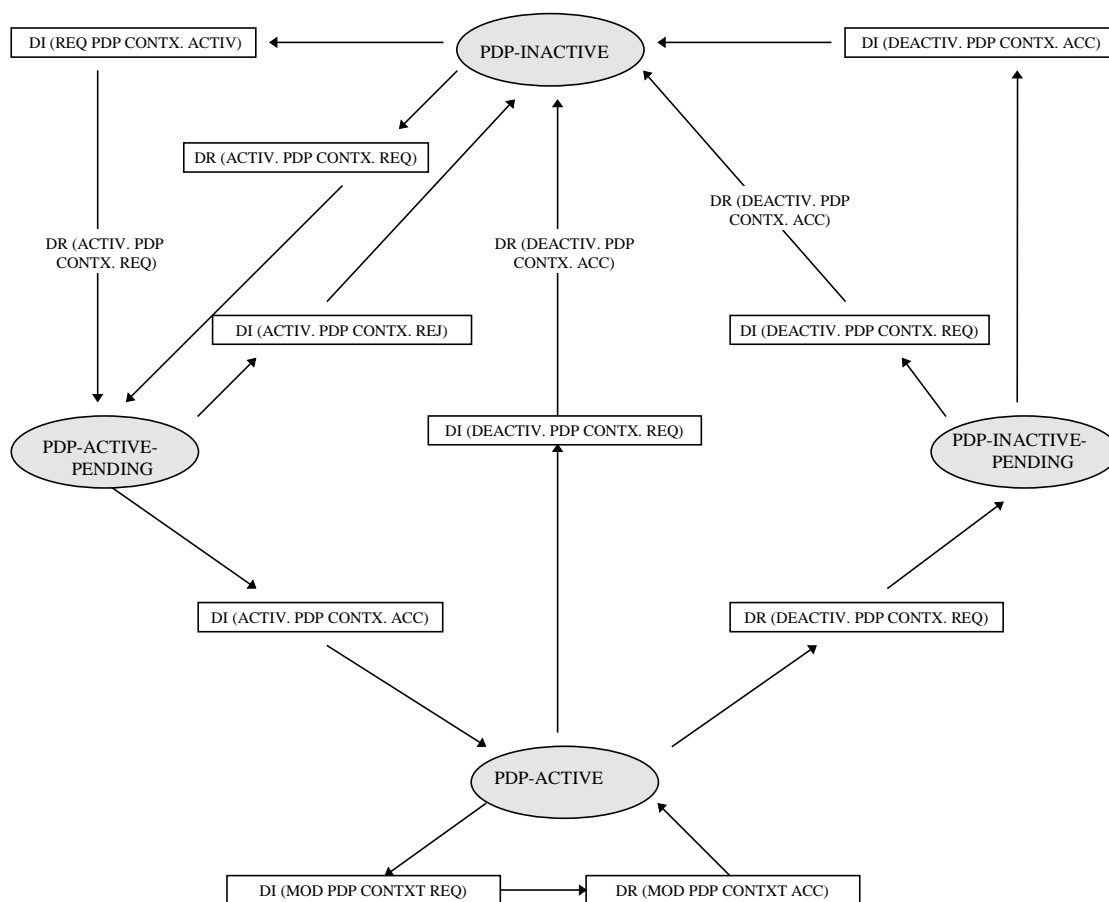 DI (REQ PDP CONTX. ACTIV)
PDP-INACTIVE
DI (DEACTIV. PDP CONTX. ACC)
DR (ACTIV. PDP CONTX. REQ)
DR (DEACTIV. PDP
CONTX. ACC)
DR (ACTIV. PDP
CONTX. REQ)
DR (DEACTIV. PDP
CONTX. ACC)
DI (ACTIV. PDP CONTX. REJ)
DI (DEACTIV. PDP CONTX. REQ)
PDP-ACTIVE-
PENDING
DI (DEACTIV. PDP CONTX. REQ)
PDP-INACTIVE-
PENDING
DI (ACTIV. PDP CONTX. ACC)
DR (DEACTIV. PDP CONTX. REQ)
PDP-ACTIVE
DI (MOD PDP CONTXT REQ)
DR (MOD PDP CONTXT ACC)